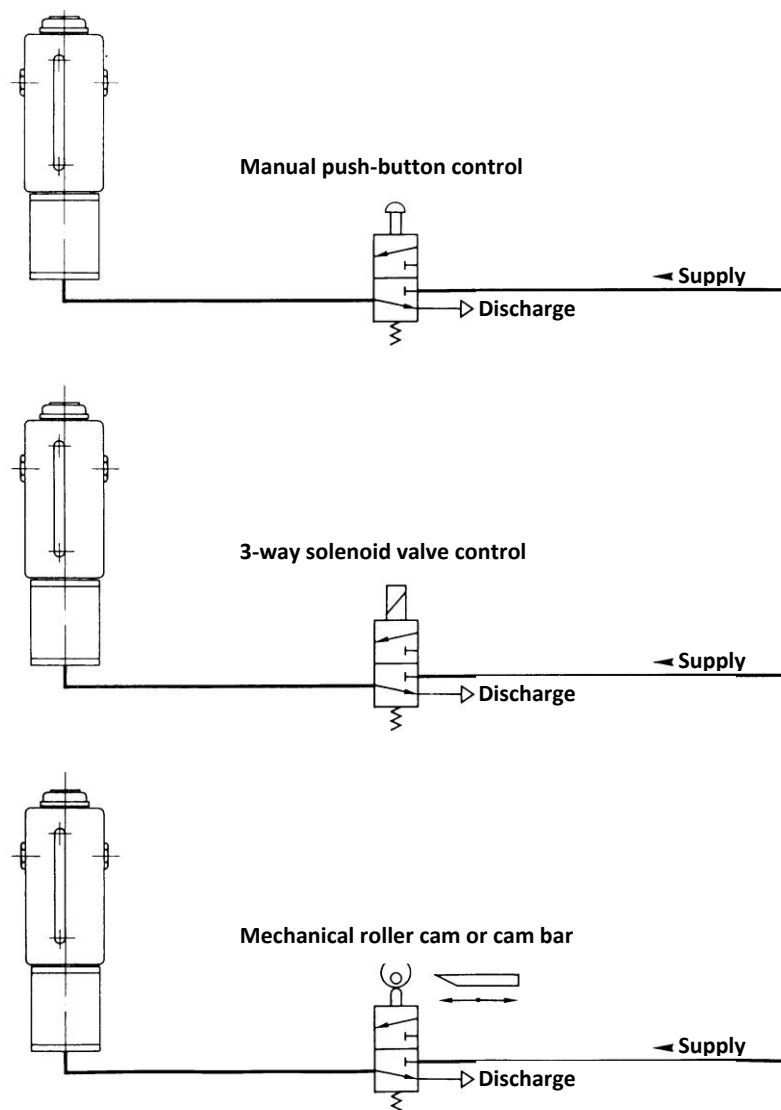 Manual push-button control
Supply
Discharge
3-way solenoid valve control
Supply
Discharge
Mechanical roller cam or cam bar
Supply
Discharge